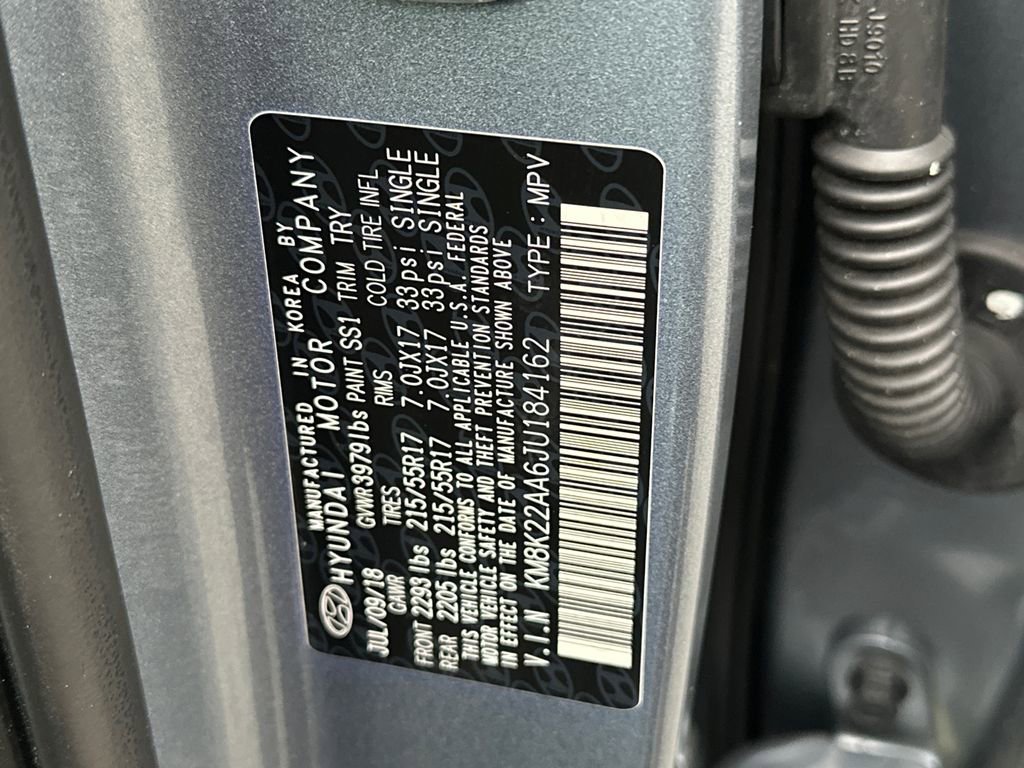 MANUFACTURED IN KOREA BY
HYUNDAI MOTOR COMPANY
JUL/09/18 GVWR 3979lbs PAINT SS1 TRIM TRY
GAWR TIRES RIMS COLD TIRE INFL
FRONT 2293 lbs 215/55R17 7.0JX17 33psi SINGLE
REAR 2205 lbs 215/55R17 7.0JX17 33psi SINGLE
THIS VEHICLE CONFORMS TO ALL APPLICABLE U.S.A. FEDERAL
MOTOR VEHICLE SAFETY AND THEFT PREVENTION STANDARDS
IN EFFECT ON THE DATE OF MANUFACTURE SHOWN ABOVE
V.I.N KM8K22AA6JU184162 TYPE : MPV
J9010